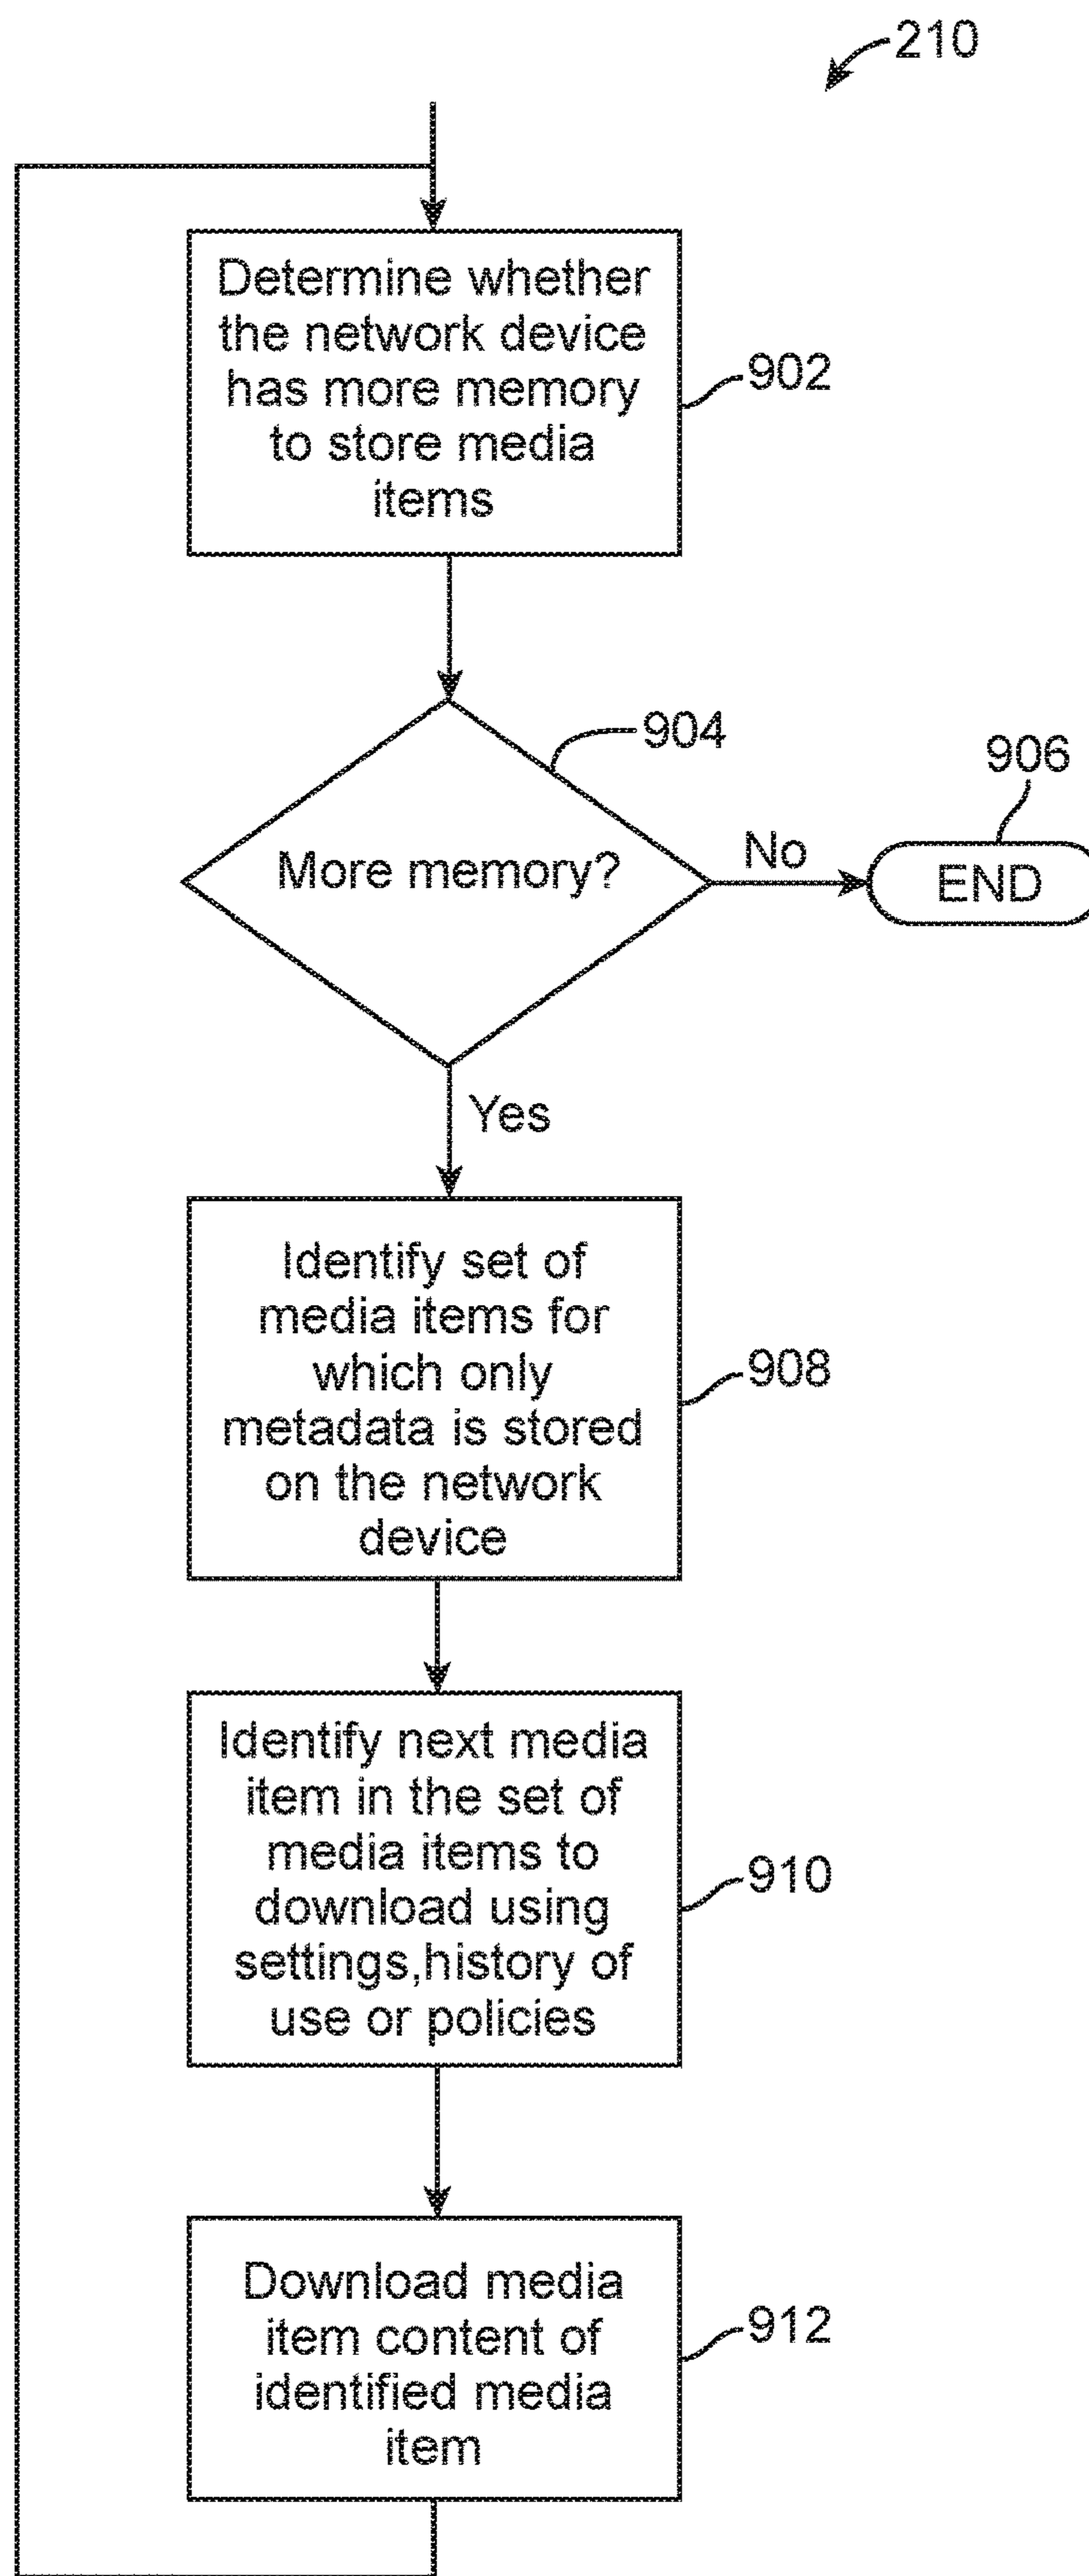 210
Determine whether
the network device
has more memory
to store media
items
902
904
More memory?
No
906
END
Yes
Identify set of
media items for
which only
metadata is stored
on the network
device
908
Identify next media
item in the set of
media items to
download using
settings,history of
use or policies
910
Download media
item content of
identified media
item
912